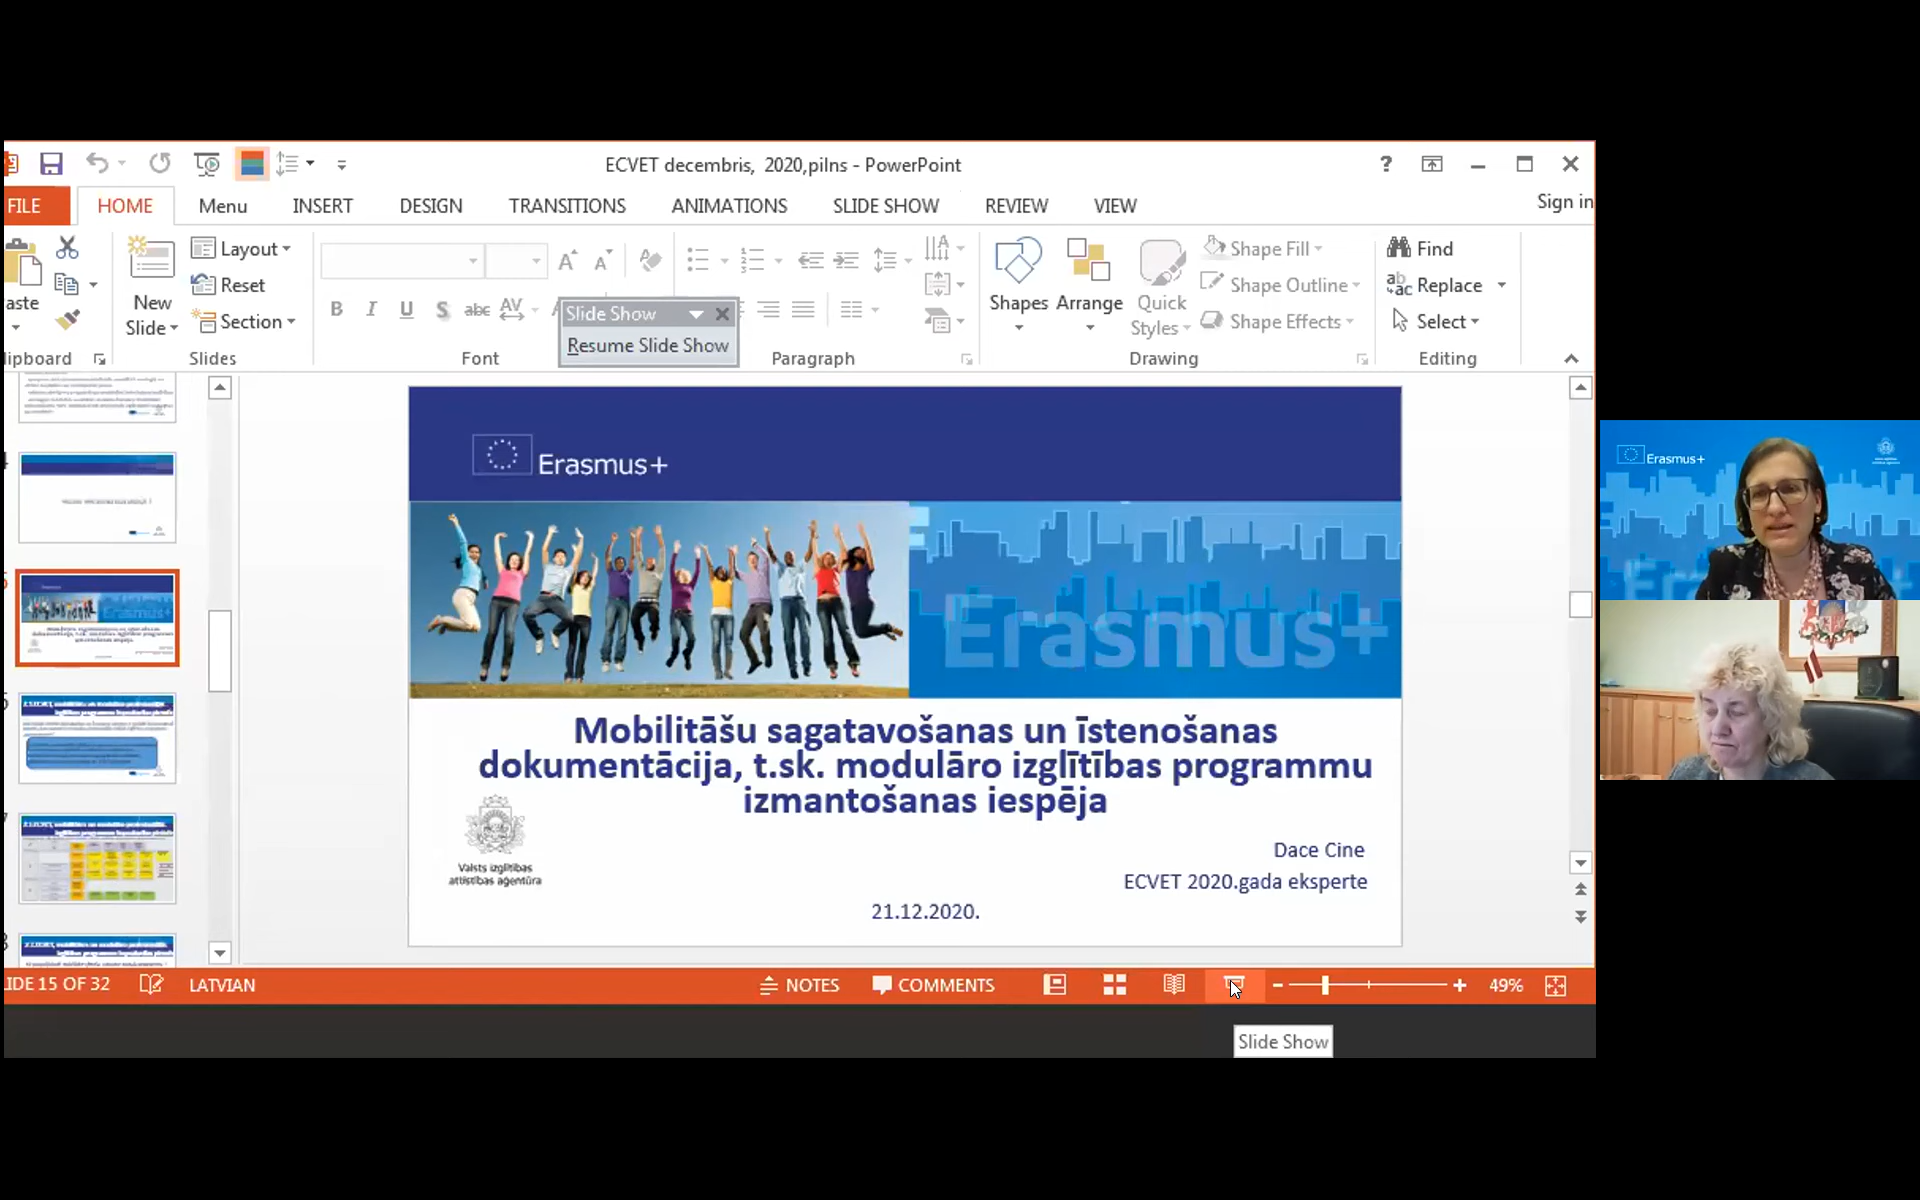 ECVET decembris, 2020,pilns - PowerPoint
?
FILE
HOME
Menu
INSERT
DESIGN
TRANSITIONS
ANIMATIONS
SLIDE SHOW
REVIEW
VIEW
Sign in
aste
New
Slide
Layout
Reset
Section
B I U S abc AV
Shapes
Arrange
Quick
Styles
Shape Fill
Shape Outline
Shape Effects
Find
Replace
Select
lipboard
Slides
Font
Paragraph
Drawing
Editing
Slide Show
Resume Slide Show
Erasmus+
Erasmus+
Mobilitāšu sagatavošanas un īstenošanas
dokumentācija, t.sk. modulāro izglītības programmu
izmantošanas iespēja
Valsts izglītības
attīstības aģentūra
Dace Cine
ECVET 2020.gada eksperte
21.12.2020.
Erasmus+
LIDE 15 OF 32
LATVIAN
NOTES
COMMENTS
49%
Slide Show